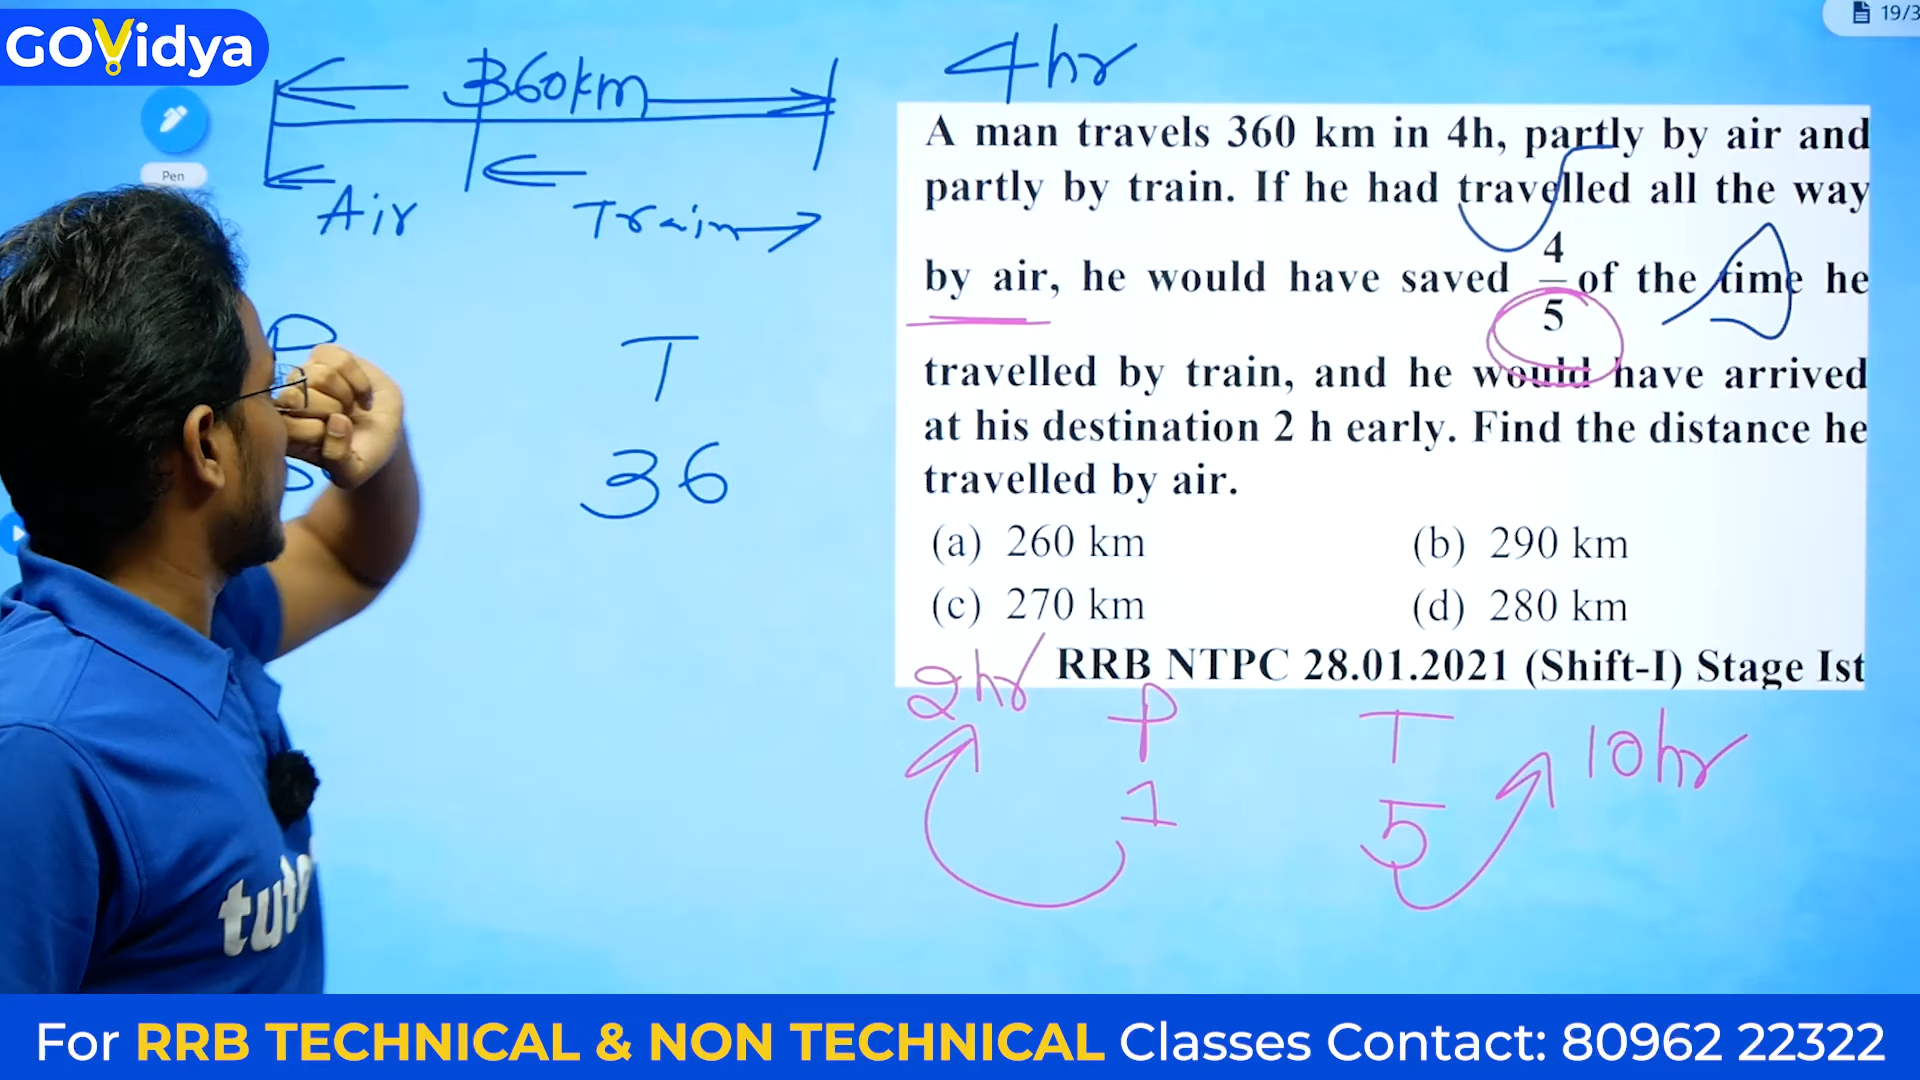 GOVidya
19/3
360km
4hr
Pen
Air
Train
A man travels 360 km in 4h, partly by air and
partly by train. If he had travelled all the way
by air, he would have saved 4/5 of the time he
travelled by train, and he would have arrived
at his destination 2 h early. Find the distance he
travelled by air.
(a) 260 km (b) 290 km
(c) 270 km (d) 280 km
RRB NTPC 28.01.2021 (Shift-I) Stage Ist
T
36
2hr P T 10hr
1 5
For RRB TECHNICAL & NON TECHNICAL Classes Contact: 80962 22322